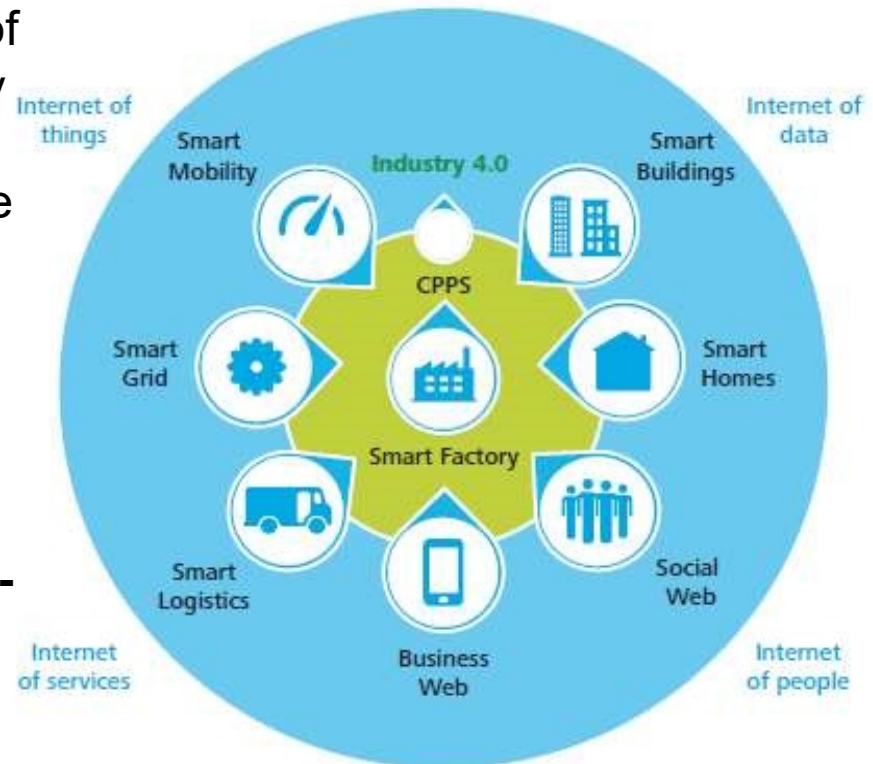 of
Internet of
things
Internet of
data
Smart
Mobility
Industry 4.0
Smart
Buildings
e
CPPS
Smart
Grid
Smart
Homes
Smart Factory
-
Smart
Logistics
Social
Web
Internet
of services
Business
Web
Internet
of people